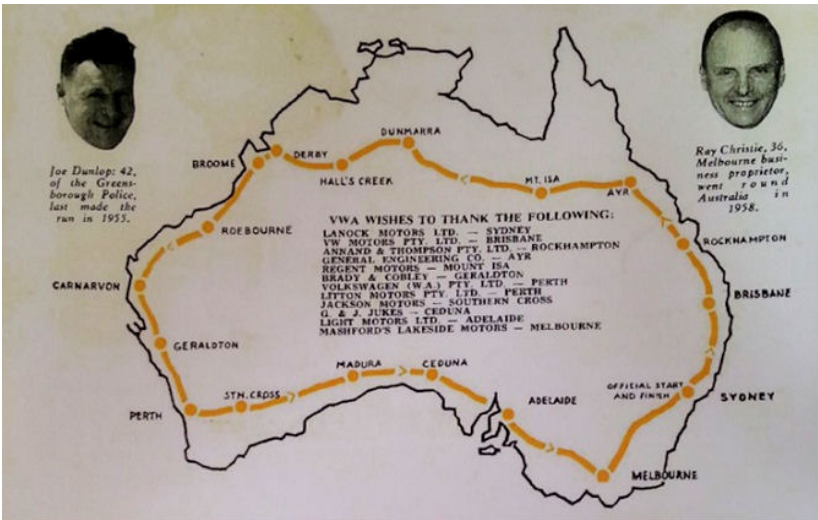 Joe Dunlop: 42,
of the Greens-
borough Police,
last made the
run in 1955.
Ray Christie, 36,
Melbourne busi-
ness proprietor,
went round
Australia in
1958.
DUNMARRA
BROOME
DERBY
HALL'S CREEK
MT. ISA
AYR
ROEBOURNE
ROCKHAMPTON
CARNARVON
BRISBANE
GERALDTON
MADURA
CEDUNA
STN. CROSS
PERTH
ADELAIDE
OFFICIAL START
AND FINISH
SYDNEY
MELBOURNE
VWA WISHES TO THANK THE FOLLOWING:
LANOCK MOTORS LTD. — SYDNEY
VW MOTORS PTY. LTD. — BRISBANE
ANNAND & THOMPSON PTY. LTD. — ROCKHAMPTON
GENERAL ENGINEERING CO. — AYR
REGENT MOTORS — MOUNT ISA
BRADY & COBLEY — GERALDTON
VOLKSWAGEN (W.A.) PTY. LTD. — PERTH
LITTON MOTORS PTY. LTD. — PERTH
JACKSON MOTORS — SOUTHERN CROSS
G. & J. JUKES — CEDUNA
LIGHT MOTORS LTD. — ADELAIDE
MASHFORD'S LAKESIDE MOTORS — MELBOURNE